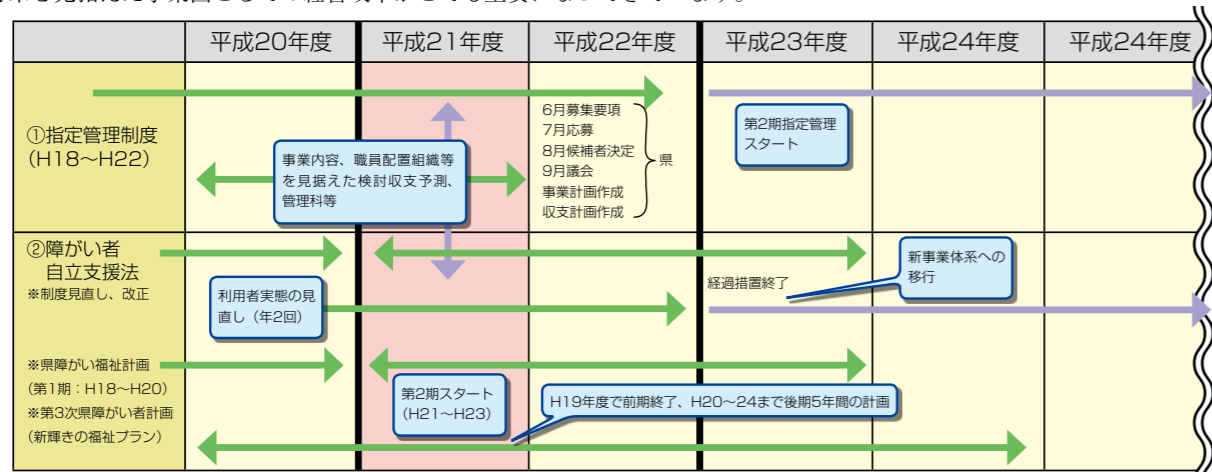 平成20年度 平成21年度 平成22年度 平成23年度 平成24年度 平成24年度
①指定管理制度
(H18~H22)
事業内容、職員配置組織等
を見据えた検討収支予測、
管理科等
6月募集要項
7月応募
8月候補者決定
9月議会
事業計画作成
収支計画作成
県
第2期指定管理
スタート
②障がい者
自立支援法
※制度見直し、改正
利用者実態の見
直し(年2回)
経過措置終了
新事業体系への
移行
※県障がい福祉計画
(第1期:H18~H20)
※第3次県障がい者計画
(新輝きの福祉プラン)
第2期スタート
(H21~H23)
H19年度で前期終了、H20~24まで後期5年間の計画